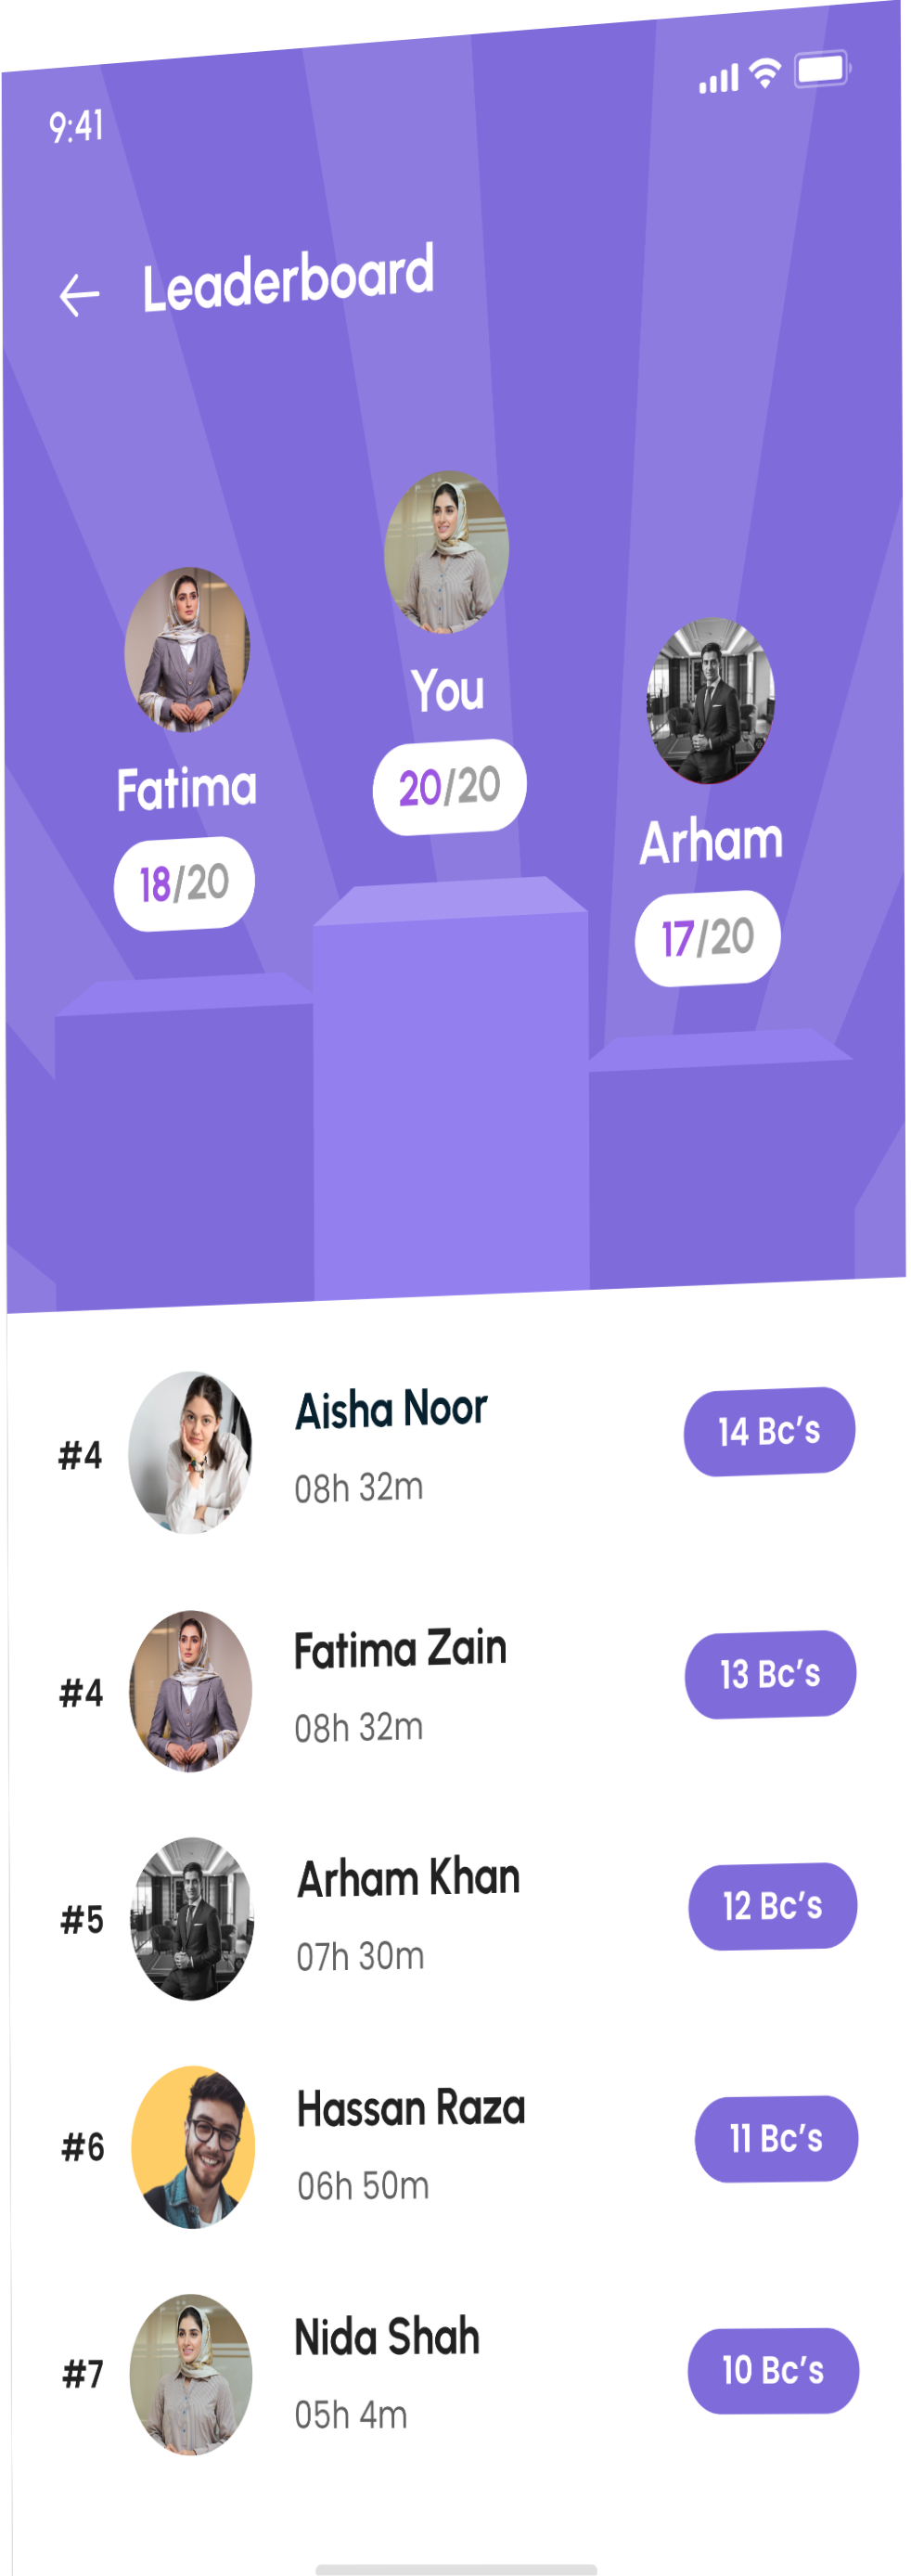 9:41
Leaderboard
You
20/20
Fatima
18/20
Arham
17/20
#4
Aisha Noor
08h 32m
14 Bc's
#4
Fatima Zain
08h 32m
13 Bc's
#5
Arham Khan
07h 30m
12 Bc's
#6
Hassan Raza
06h 50m
11 Bc's
#7
Nida Shah
05h 4m
10 Bc's